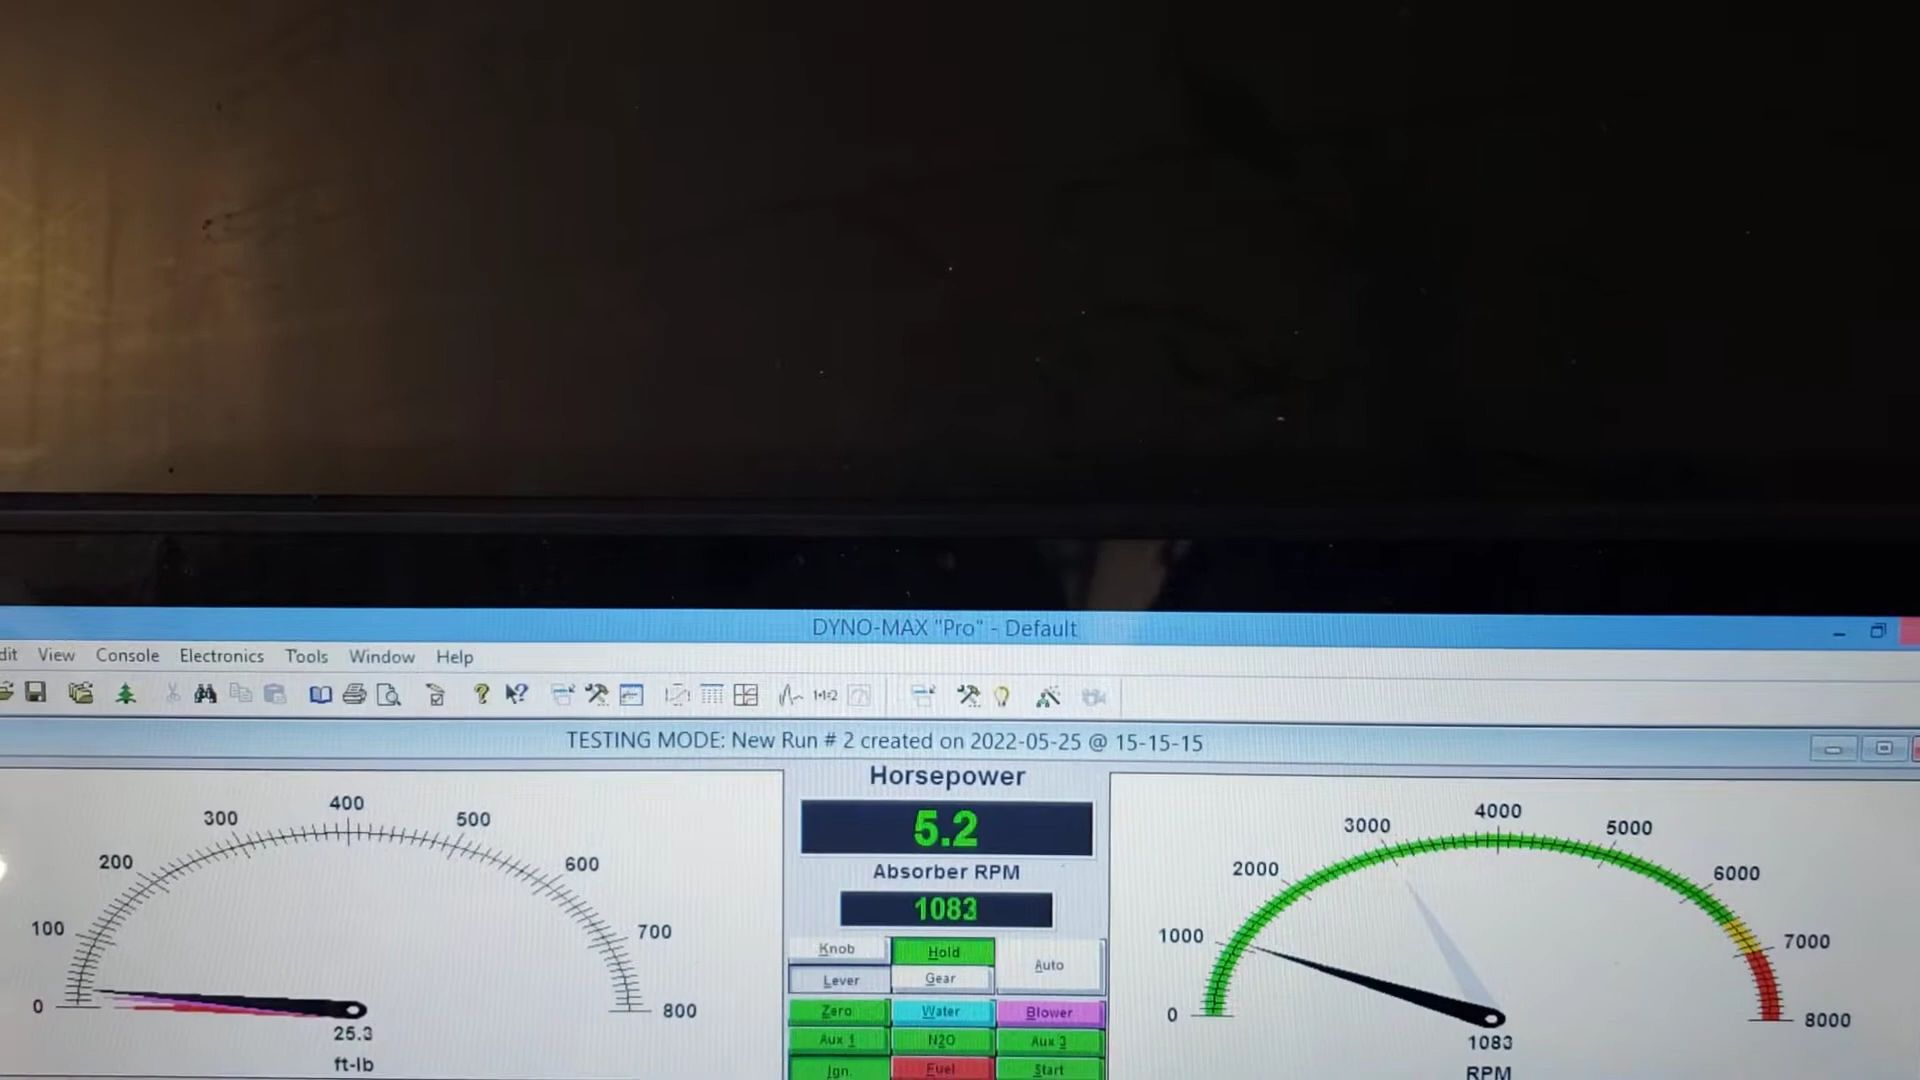 DYNO-MAX "Pro" - Default
dit View Console Electronics Tools Window Help
1+1=2
TESTING MODE: New Run # 2 created on 2022-05-25 @ 15-15-15
0 100 200 300 400 500 600 700 800
25.3
ft-lb
Horsepower
5.2
Absorber RPM
1083
Knob Hold Auto
Lever Gear
Zero Water Blower
Aux 1 N2O Aux 3
Ign. Fuel Start
0 1000 2000 3000 4000 5000 6000 7000 8000
1083
RPM